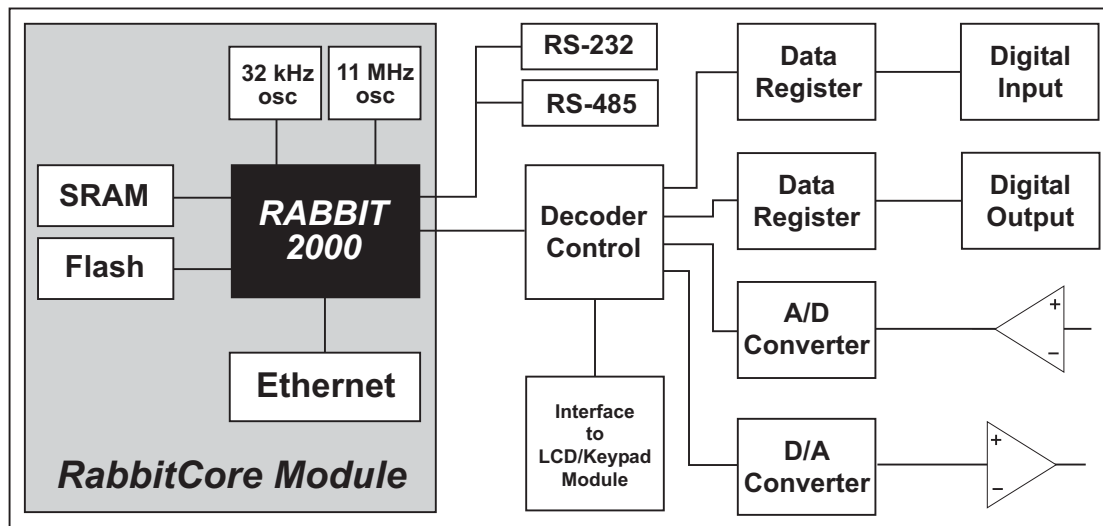 32 kHz
osc
11 MHz
osc
SRAM
Flash
RABBIT
2000
Ethernet
RabbitCore Module
RS-232
RS-485
Decoder
Control
Interface
to
LCD/Keypad
Module
Data
Register
Digital
Input
Data
Register
Digital
Output
A/D
Converter
+
−
D/A
Converter
+
−